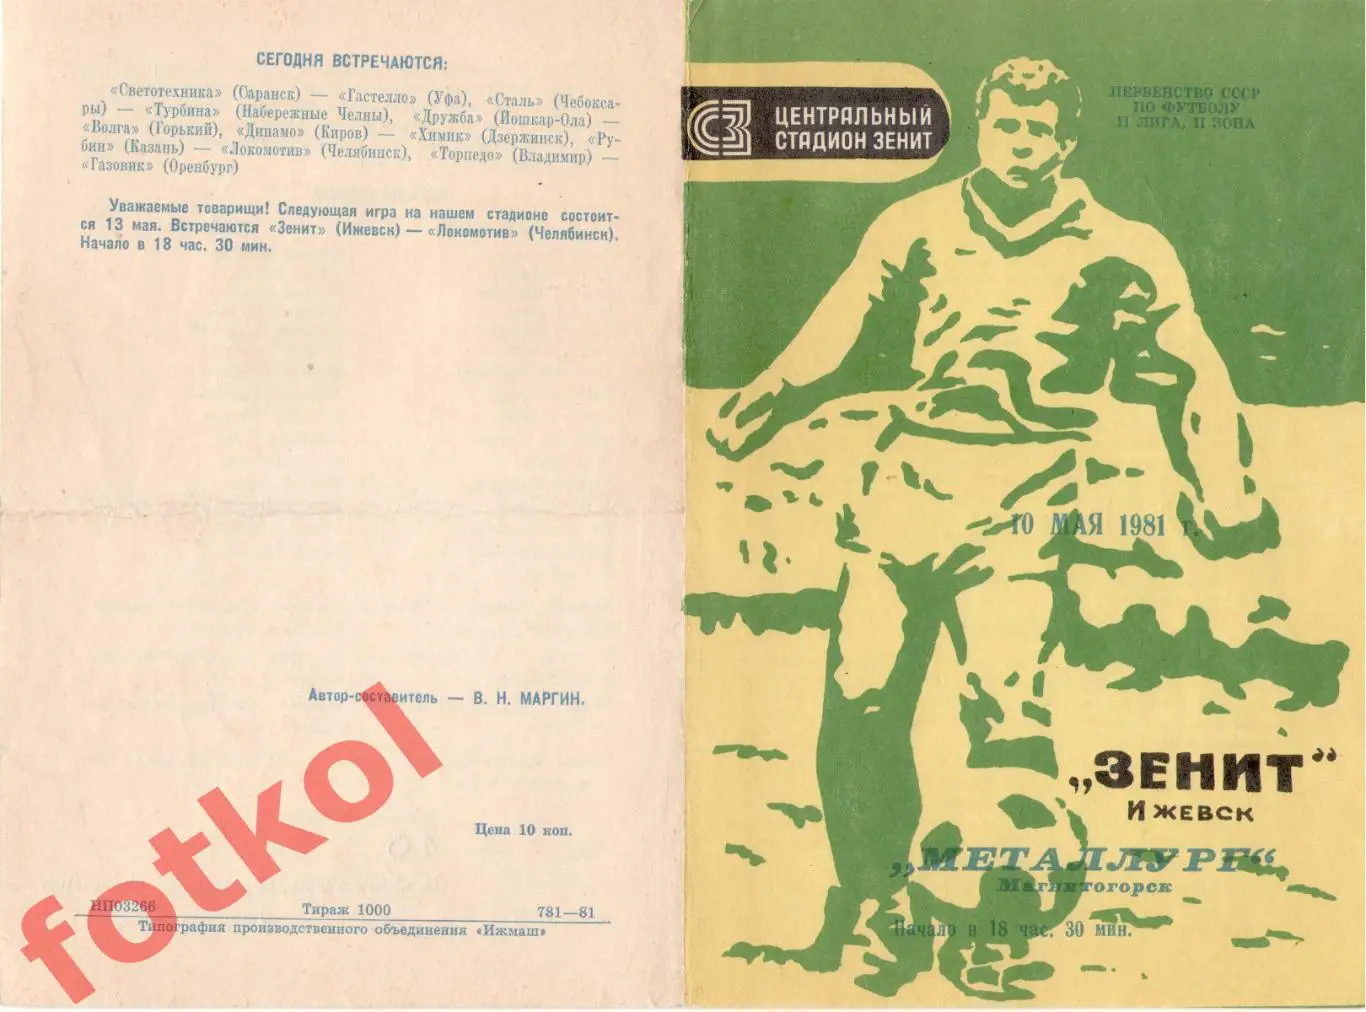 СЕГОДНЯ ВСТРЕЧАЮТСЯ:
«Светотехника» (Саранск) — «Гастелло» (Уфа), «Сталь» (Чебокса-
ры) — «Турбина» (Набережные Челны), «Дружба» (Йошкар-Ола) —
«Волга» (Горький), «Динамо» (Киров) — «Химик» (Дзержинск), «Ру-
бин» (Казань) — «Локомотив» (Челябинск), «Торпедо» (Владимир) —
«Газовик» (Оренбург)
Уважаемые товарищи! Следующая игра на нашем стадионе состоит-
ся 13 мая. Встречаются «Зенит» (Ижевск) — «Локомотив» (Челябинск).
Начало в 18 час. 30 мин.
Автор-составитель — В. Н. МАРГИН.
Цена 10 коп.
НП03266 Тираж 1000 781—81
Типография производственного объединения «Ижмаш»
fotkol
СЗ
ЦЕНТРАЛЬНЫЙ
СТАДИОН ЗЕНИТ
ПЕРВЕНСТВО СССР
ПО ФУТБОЛУ
II ЛИГА, II ЗОНА
10 МАЯ 1981 г.
„ЗЕНИТ"
ИЖЕВСК
„МЕТАЛЛУРГ"
Магнитогорск
Начало в 18 час. 30 мин.